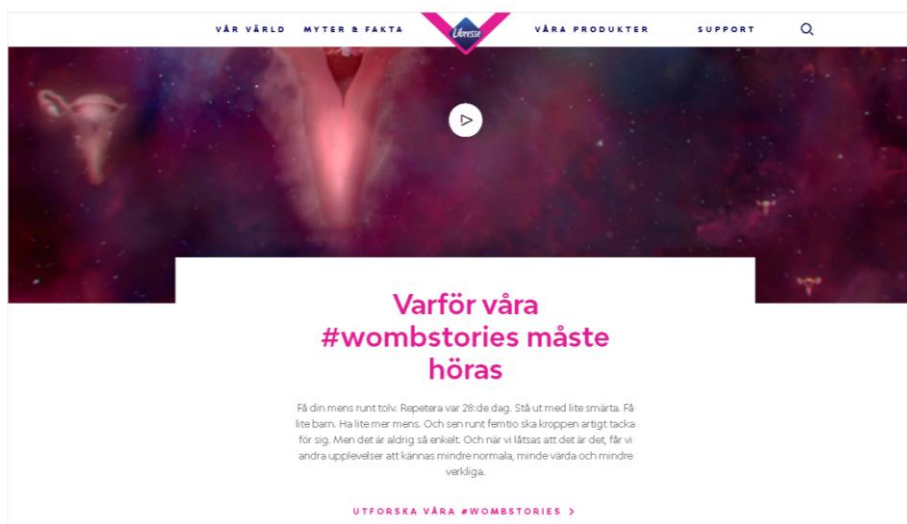 VÅR VÄRLD MYTER & FAKTA Libresse VÅRA PRODUKTER SUPPORT
Varför våra
#wombstories måste
höras
Få din mens runt tolv. Repetera var 28:de dag. Stå ut med lite smärta. Få
lite barn. Ha lite mer mens. Och sen runt femtio ska kroppen artigt tacka
för sig. Men det är aldrig så enkelt. Och när vi låtsas att det är det, får vi
andra upplevelser att kännas mindre normala, minde värda och mindre
verkliga.
UTFORSKA VÅRA #WOMBSTORIES >